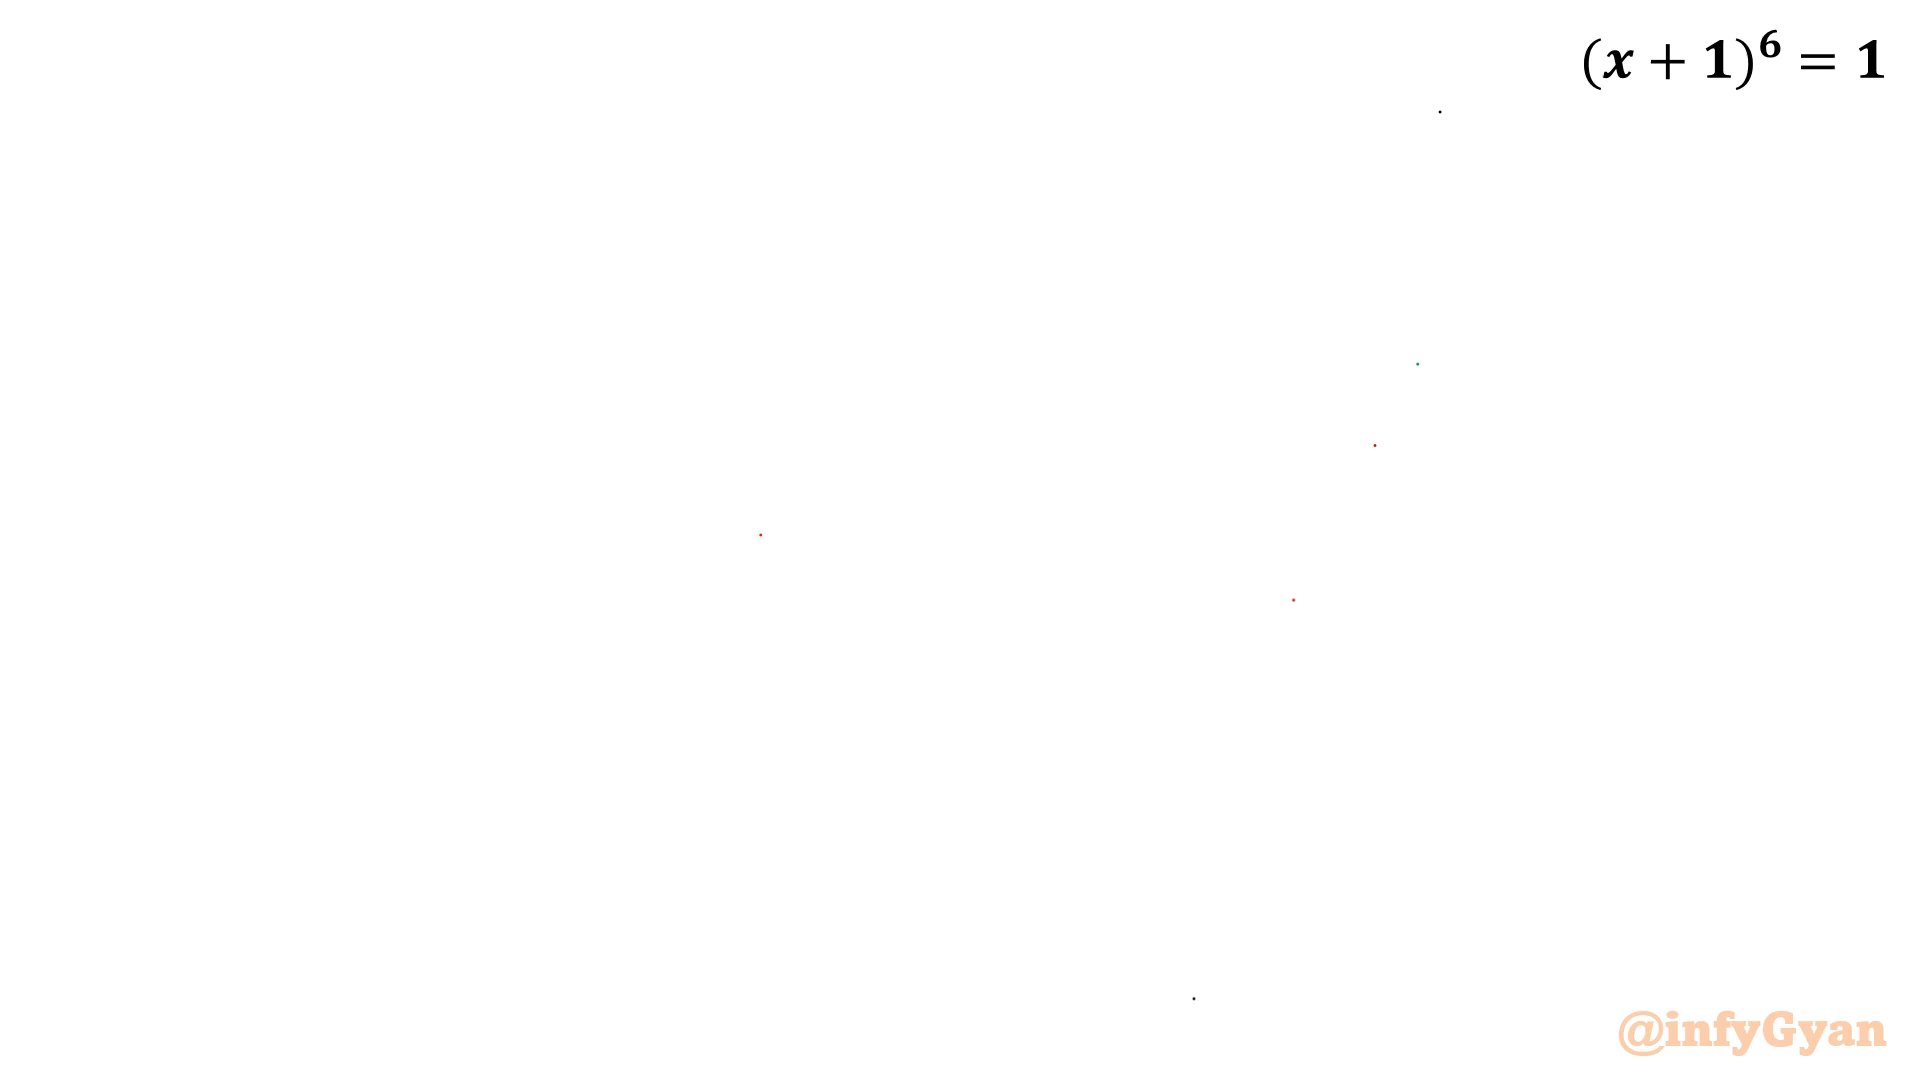 (x + 1)⁶ = 1
@infyGyan